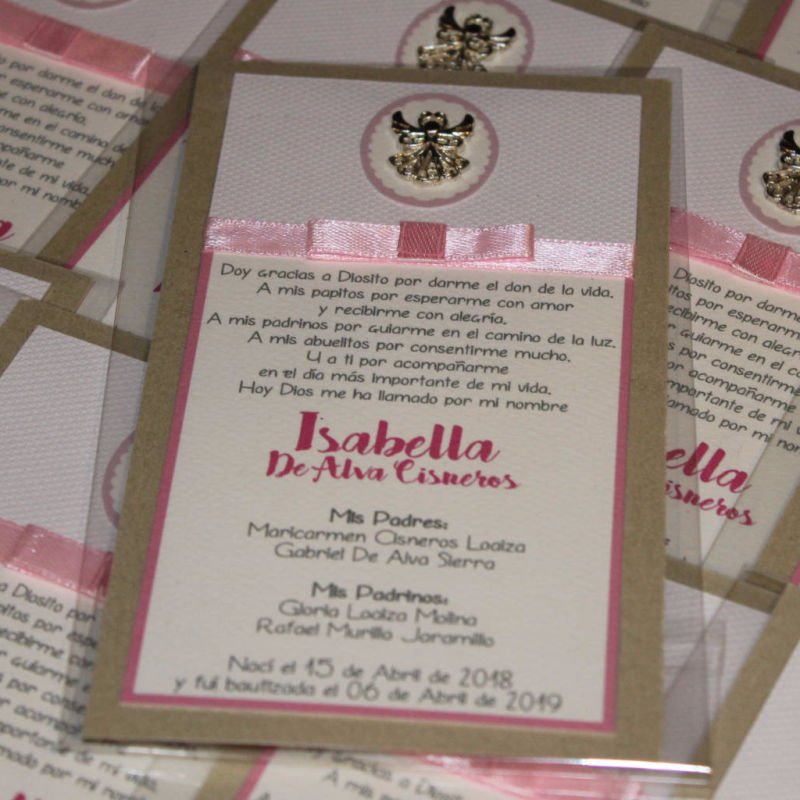 Doy Gracias a Diosito por darme el don de la vida.
A mis papitos por esperarme con amor
y recibirme con alegría.
A mis padrinos por Guiarme en el camino de la luz.
A mis abuelitos por consentirme mucho.
Y a ti por acompañarme
en el día más importante de mi vida.
Hoy Dios me ha llamado por mi nombre
Isabella
De Alva Cisneros
Mis Padres:
Maricarmen Cisneros Loaiza
Gabriel De Alva Sierra
Mis Padrinos:
Gloria Loaiza Molina
Rafael Murillo Jaramillo
Nací el 15 de Abril de 2018
y fui bautizada el 06 de Abril de 2019